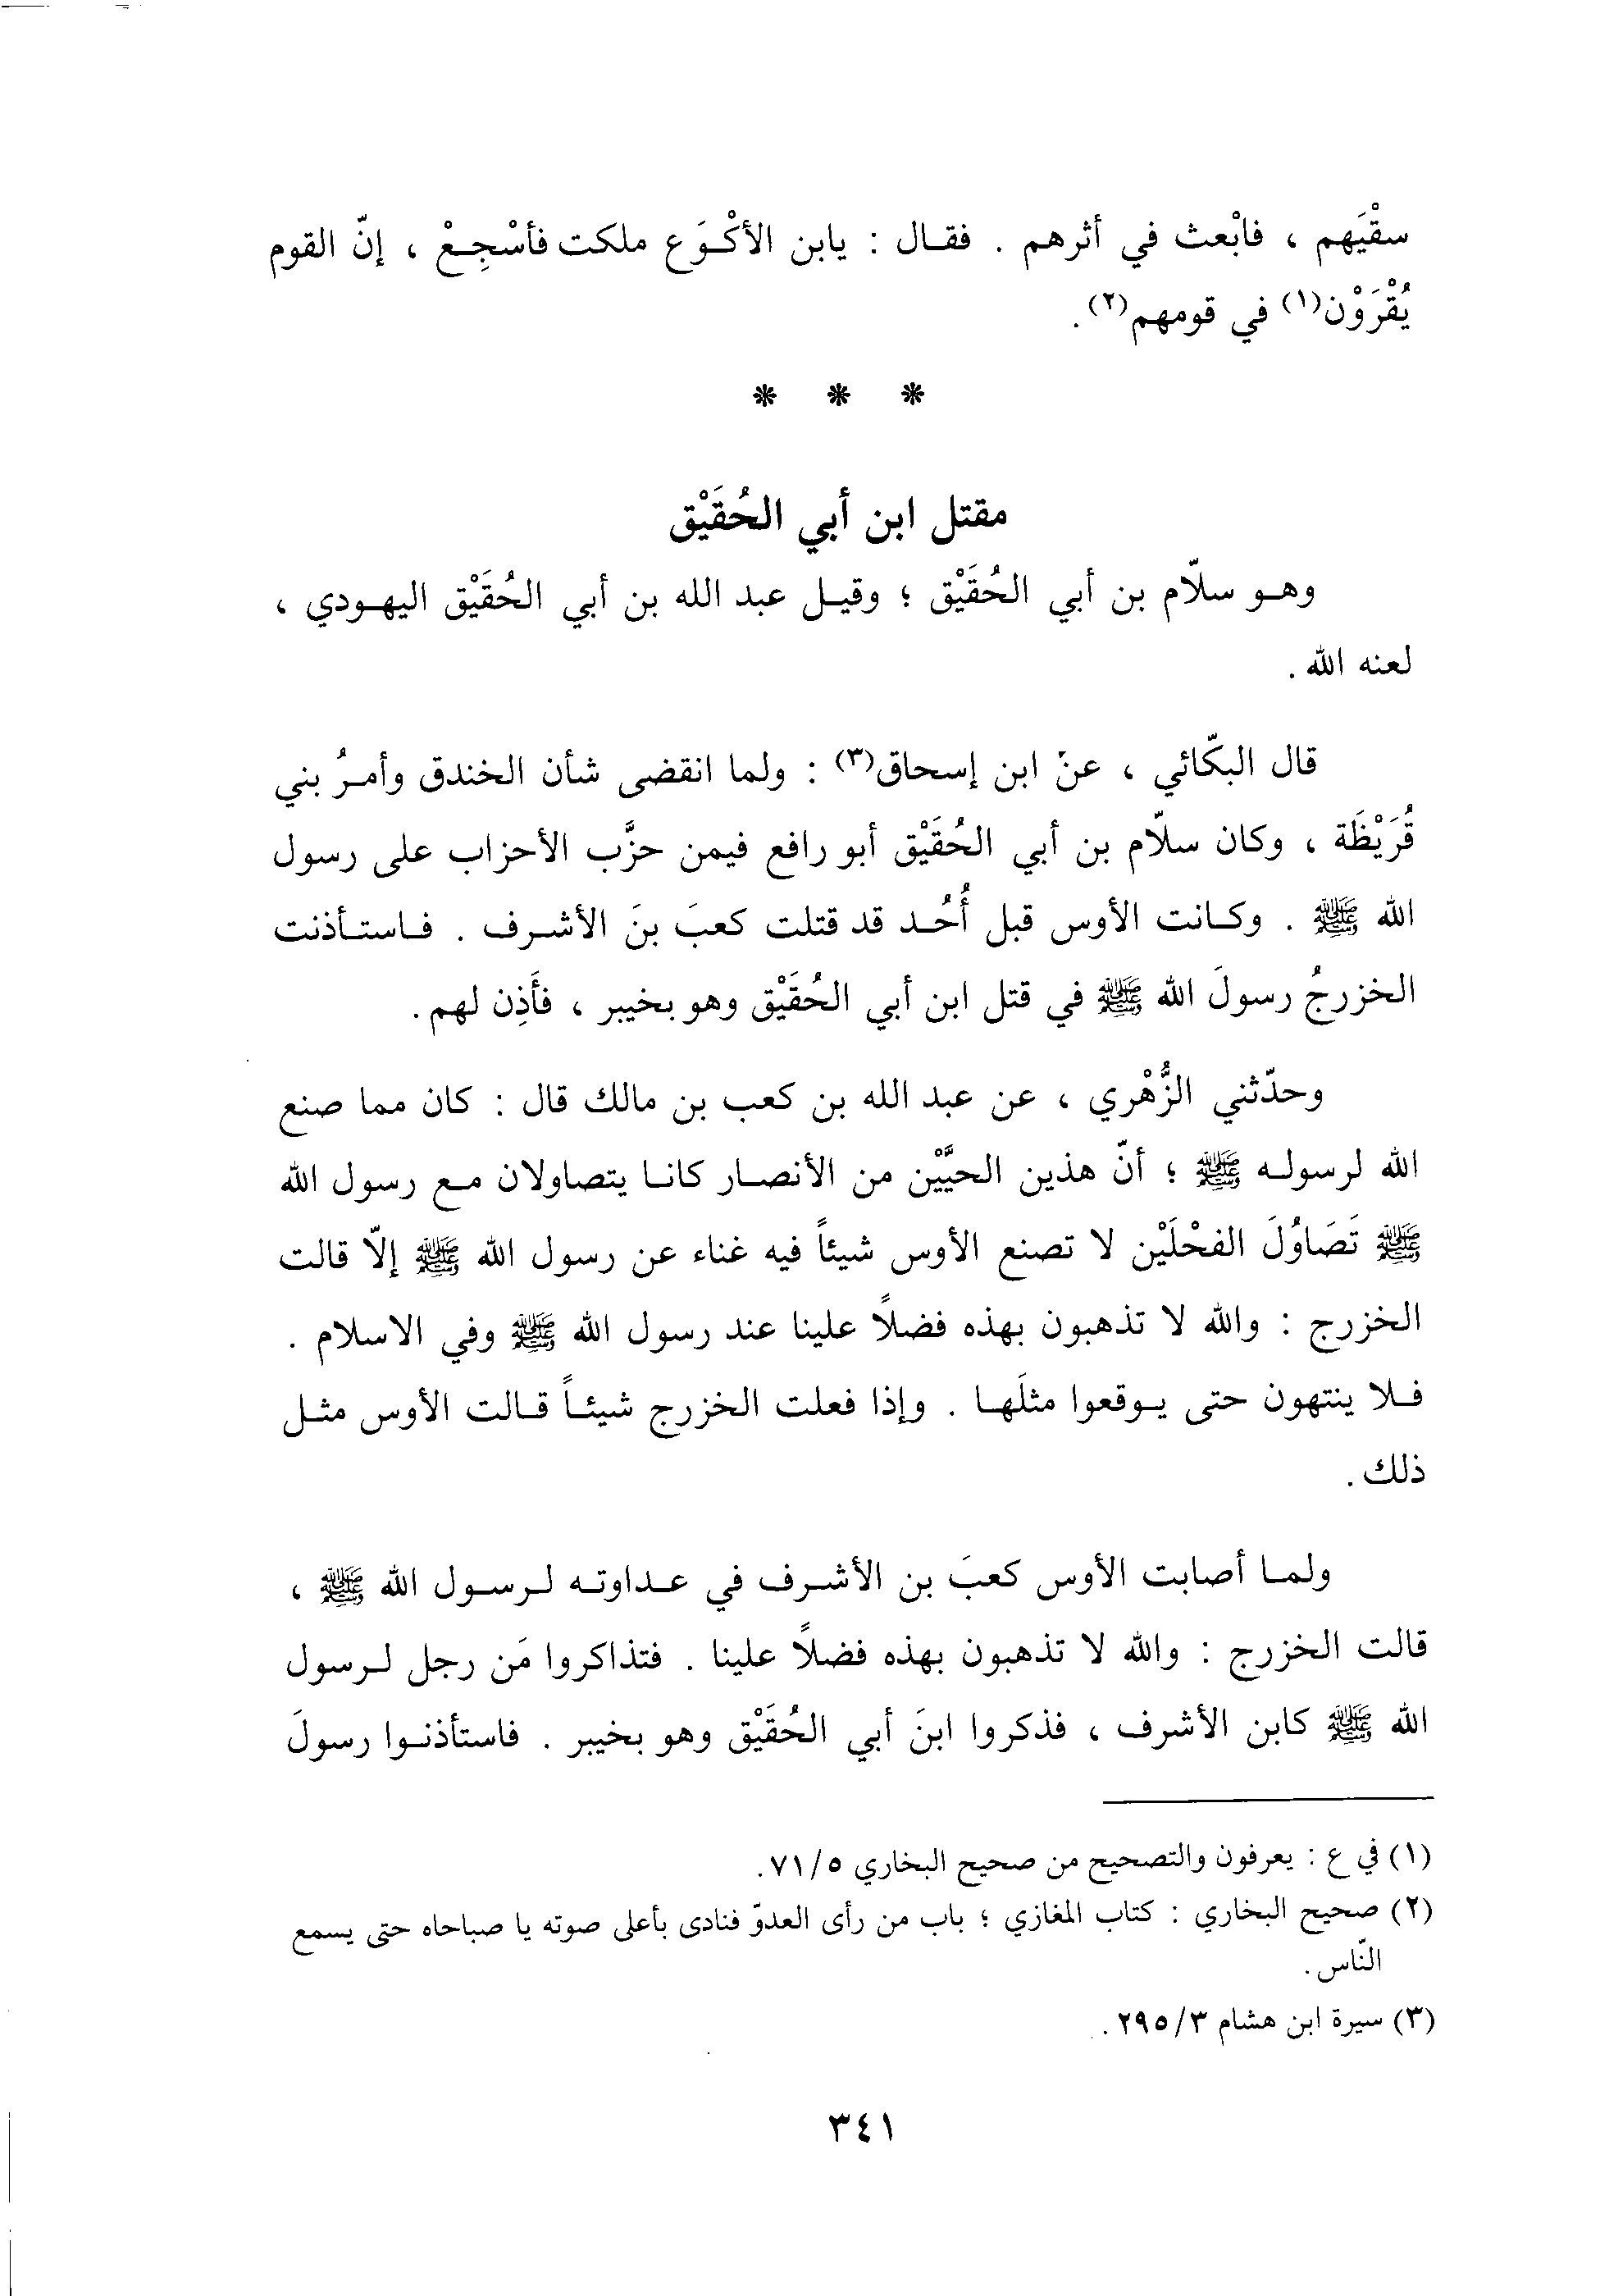 سقْيَهم ، فابْعث في أثرهم . فقال : يابن الأكْوَع ملكت فأسْجِعْ ، إنّ القوم
يُقْرَوْن(١) في قومهم(٢) .
* * *
مقتل ابن أبي الحُقَيْق
وهو سلّام بن أبي الحُقَيْق ؛ وقيل عبد الله بن أبي الحُقَيْق اليهودي ،
لعنه الله .
قال البكّائي ، عن ابن إسحاق(٣) : ولما انقضى شأن الخندق وأمرُ بني
قُرَيْظَة ، وكان سلّام بن أبي الحُقَيْق أبو رافع فيمن حزَّب الأحزاب على رسول
الله ﷺ . وكانت الأوس قبل أُحُد قد قتلت كعبَ بنَ الأشرف . فاستأذنت
الخزرجُ رسولَ الله ﷺ في قتل ابن أبي الحُقَيْق وهو بخيبر ، فأَذِن لهم .
وحدّثني الزُّهْري ، عن عبد الله بن كعب بن مالك قال : كان مما صنع
الله لرسوله ﷺ ؛ أنّ هذين الحيَّيْن من الأنصار كانا يتصاولان مع رسول الله
ﷺ تَصَاوُلَ الفحْلَيْن لا تصنع الأوس شيئاً فيه غناء عن رسول الله ﷺ إلّا قالت
الخزرج : والله لا تذهبون بهذه فضلًا علينا عند رسول الله ﷺ وفي الاسلام .
فلا ينتهون حتى يوقعوا مثلَها . وإذا فعلت الخزرج شيئاً قالت الأوس مثل
ذلك .
ولما أصابت الأوس كعبَ بن الأشرف في عداوته لرسول الله ﷺ ،
قالت الخزرج : والله لا تذهبون بهذه فضلًا علينا . فتذاكروا مَن رجل لرسول
الله ﷺ كابن الأشرف ، فذكروا ابنَ أبي الحُقَيْق وهو بخيبر . فاستأذنوا رسولَ
(١) في ع : يعرفون والتصحيح من صحيح البخاري ٥/ ٧١ .
(٢) صحيح البخاري : كتاب المغازي ؛ باب من رأى العدوّ فنادى بأعلى صوته يا صباحاه حتى يسمع
النّاس .
(٣) سيرة ابن هشام ٣/ ٢٩٥ .
٣٤١